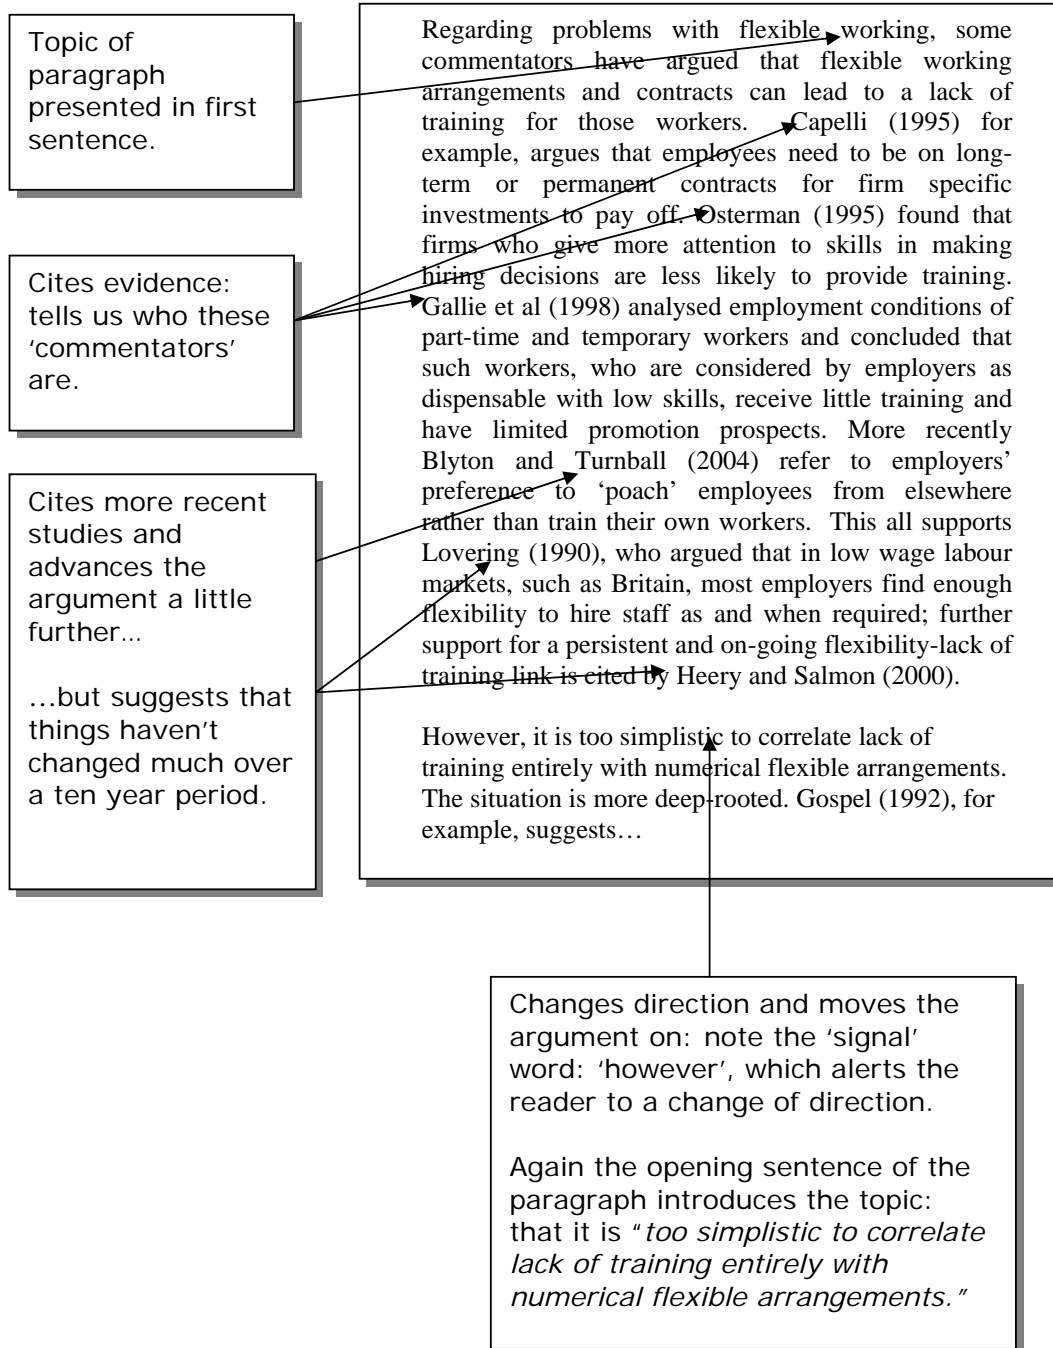 Topic of
paragraph
presented in first
sentence.
Cites evidence:
tells us who these
‘commentators’
are.
Cites more recent
studies and
advances the
argument a little
further…
…but suggests that
things haven’t
changed much over
a ten year period.
Regarding problems with flexible working, some
commentators have argued that flexible working
arrangements and contracts can lead to a lack of
training for those workers. Capelli (1995) for
example, argues that employees need to be on long-
term or permanent contracts for firm specific
investments to pay off. Osterman (1995) found that
firms who give more attention to skills in making
hiring decisions are less likely to provide training.
Gallie et al (1998) analysed employment conditions of
part-time and temporary workers and concluded that
such workers, who are considered by employers as
dispensable with low skills, receive little training and
have limited promotion prospects. More recently
Blyton and Turnball (2004) refer to employers’
preference to ‘poach’ employees from elsewhere
rather than train their own workers. This all supports
Lovering (1990), who argued that in low wage labour
markets, such as Britain, most employers find enough
flexibility to hire staff as and when required; further
support for a persistent and on-going flexibility-lack of
training link is cited by Heery and Salmon (2000).
However, it is too simplistic to correlate lack of
training entirely with numerical flexible arrangements.
The situation is more deep-rooted. Gospel (1992), for
example, suggests…
Changes direction and moves the
argument on: note the ‘signal’
word: ‘however’, which alerts the
reader to a change of direction.
Again the opening sentence of the
paragraph introduces the topic:
that it is “too simplistic to correlate
lack of training entirely with
numerical flexible arrangements.”